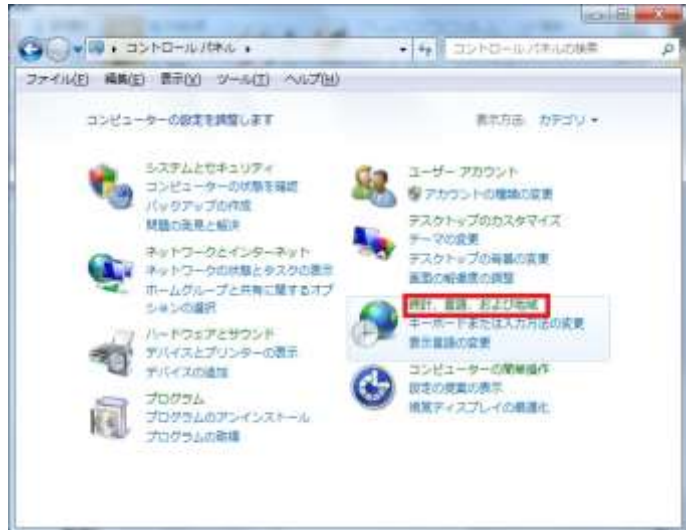 コントロール パネル
コントロール パネルの検索
ファイル(F) 編集(E) 表示(V) ツール(T) ヘルプ(H)
コンピューターの設定を調整します
表示方法: カテゴリ
システムとセキュリティ
コンピューターの状態を確認
バックアップの作成
問題の発見と解決
ネットワークとインターネット
ネットワークの状態とタスクの表示
ホームグループと共有に関するオプ
ションの選択
ハードウェアとサウンド
デバイスとプリンターの表示
デバイスの追加
プログラム
プログラムのアンインストール
プログラムの取得
ユーザー アカウント
アカウントの種類の変更
デスクトップのカスタマイズ
テーマの変更
デスクトップの背景の変更
画面の解像度の調整
時計、言語、および地域
キーボードまたは入力方法の変更
表示言語の変更
コンピューターの簡単操作
設定の提案の表示
視覚ディスプレイの最適化